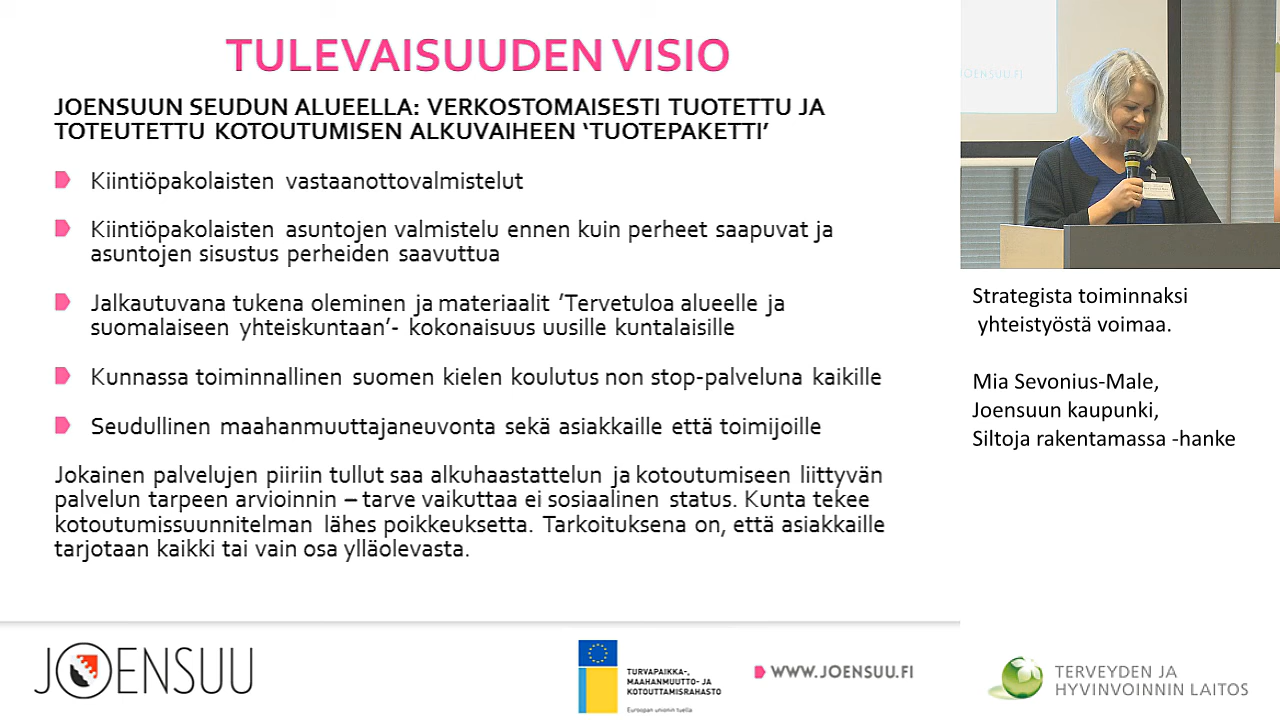 TULEVAISUUDEN VISIO
JOENSUUN SEUDUN ALUEELLA: VERKOSTOMAISESTI TUOTETTU JA
TOTEUTETTU KOTOUTUMISEN ALKUVAIHEEN ‘TUOTEPAKETTI’
Kiintiöpakolaisten vastaanottovalmistelut
Kiintiöpakolaisten asuntojen valmistelu ennen kuin perheet saapuvat ja
asuntojen sisustus perheiden saavuttua
Jalkautuvana tukena oleminen ja materiaalit ’Tervetuloa alueelle ja
suomalaiseen yhteiskuntaan’- kokonaisuus uusille kuntalaisille
Kunnassa toiminnallinen suomen kielen koulutus non stop-palveluna kaikille
Seudullinen maahanmuuttajaneuvonta sekä asiakkaille että toimijoille
Jokainen palvelujen piiriin tullut saa alkuhaastattelun ja kotoutumiseen liittyvän
palvelun tarpeen arvioinnin – tarve vaikuttaa ei sosiaalinen status. Kunta tekee
kotoutumissuunnitelman lähes poikkeuksetta. Tarkoituksena on, että asiakkaille
tarjotaan kaikki tai vain osa ylläolevasta.
JOENSUU
TURVAPAIKKA-,
MAAHANMUUTTO- JA
KOTOUTTAMISRAHASTO
Euroopan unionin tuella
WWW.JOENSUU.FI
JOENSUU.FI
Strategista toiminnaksi
yhteistyöstä voimaa.
Mia Sevonius-Male,
Joensuun kaupunki,
Siltoja rakentamassa -hanke
TERVEYDEN JA
HYVINVOINNIN LAITOS